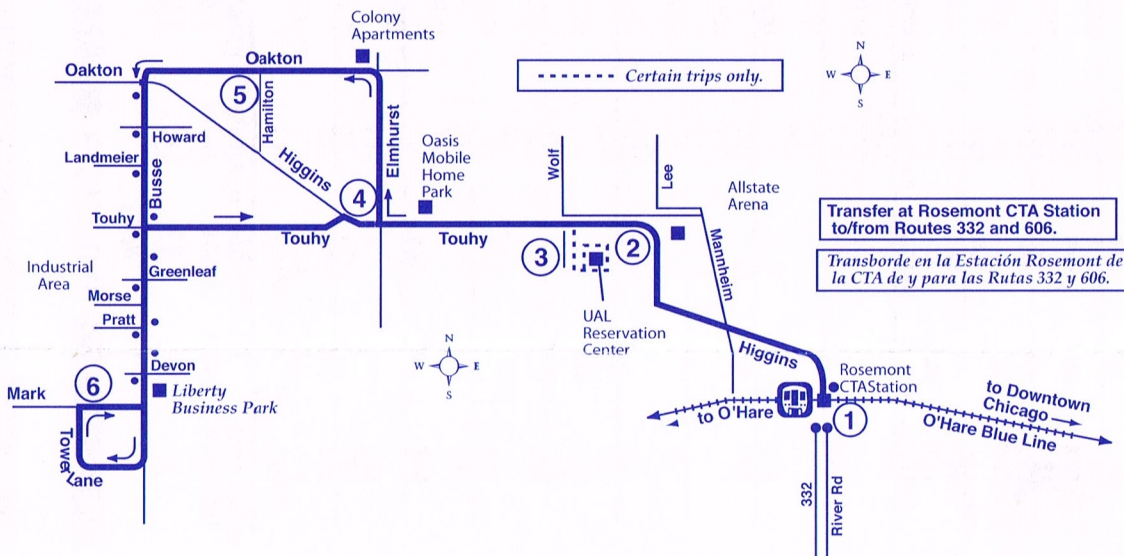 Colony
Apartments
Oakton
Oakton
5
Hamilton
Howard
Landmeier
Busse
Higgins
Elmhurst
4
Oasis
Mobile
Home
Park
Touhy
Touhy
Touhy
Industrial
Area
Greenleaf
Morse
Pratt
Devon
6
Mark
Liberty
Business Park
Tower
Lane
N
W
E
S
Certain trips only.
N
W
E
S
Wolf
Lee
Allstate
Arena
Mannheim
3
2
UAL
Reservation
Center
Higgins
Transfer at Rosemont CTA Station
to/from Routes 332 and 606.
Transborde en la Estación Rosemont de
la CTA de y para las Rutas 332 y 606.
Rosemont
CTAStation
to O'Hare
1
to Downtown
Chicago
O'Hare Blue Line
332
River Rd